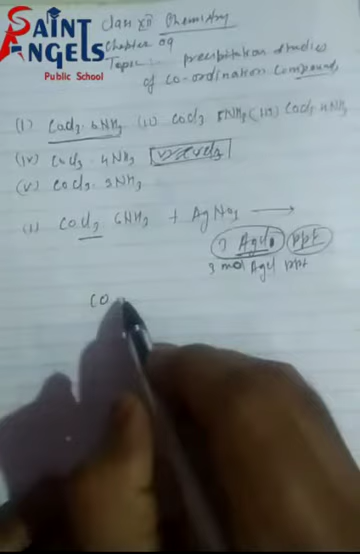 SAINT
ANGELS
Public School
Class XII Chemistry
Chapter 09
Topic:- precipitation studies
of co-ordination compound
(i) CoCl3. 6NH3 (ii) CoCl3 5NH3 (iii) CoCl3 4NH3
(iv) CoCl3. 4NH3
(v) CoCl3. 3NH3
(i) CoCl3 6NH3 + AgNO3 ⟶
? AgCl ppt
3 mol AgCl ppt
CO